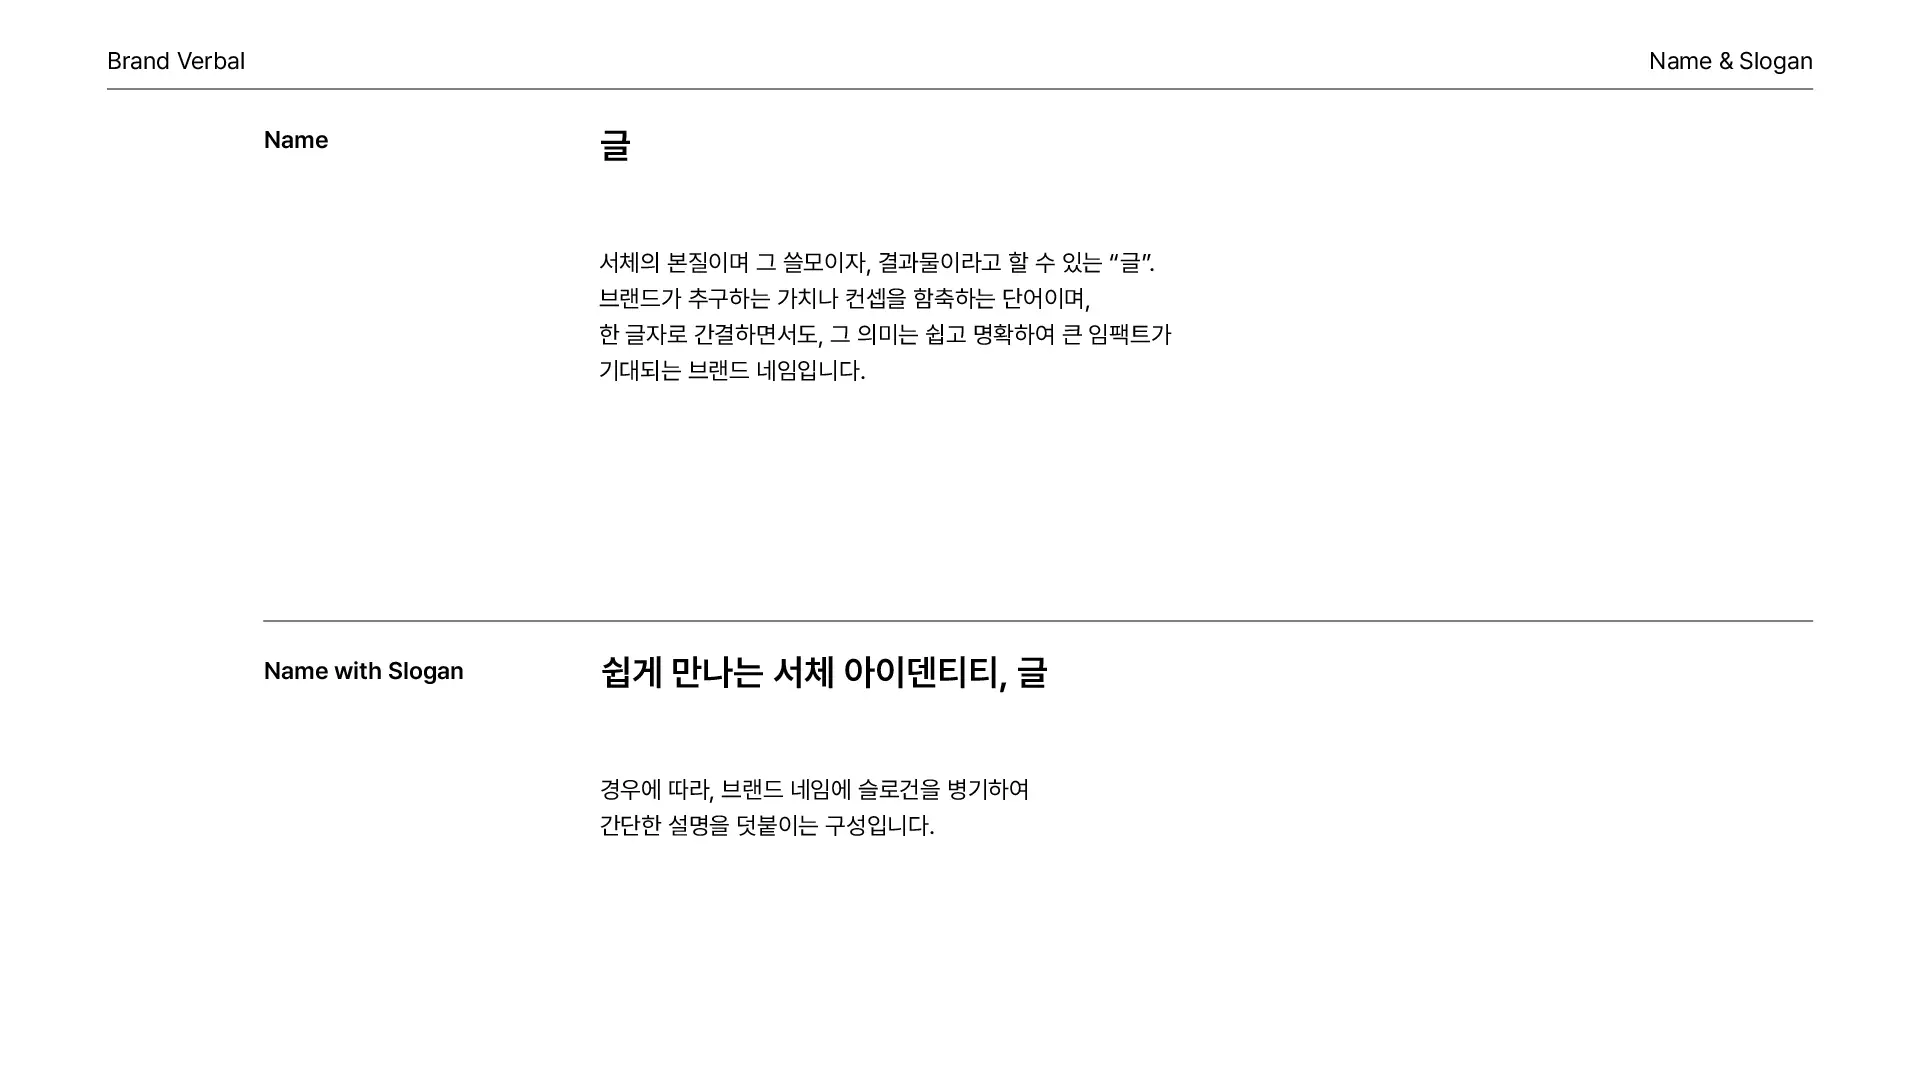 Brand Verbal
Name & Slogan
Name
글
서체의 본질이며 그 쓸모이자, 결과물이라고 할 수 있는 “글”.
브랜드가 추구하는 가치나 컨셉을 함축하는 단어이며,
한 글자로 간결하면서도, 그 의미는 쉽고 명확하여 큰 임팩트가
기대되는 브랜드 네임입니다.
Name with Slogan
쉽게 만나는 서체 아이덴티티, 글
경우에 따라, 브랜드 네임에 슬로건을 병기하여
간단한 설명을 덧붙이는 구성입니다.